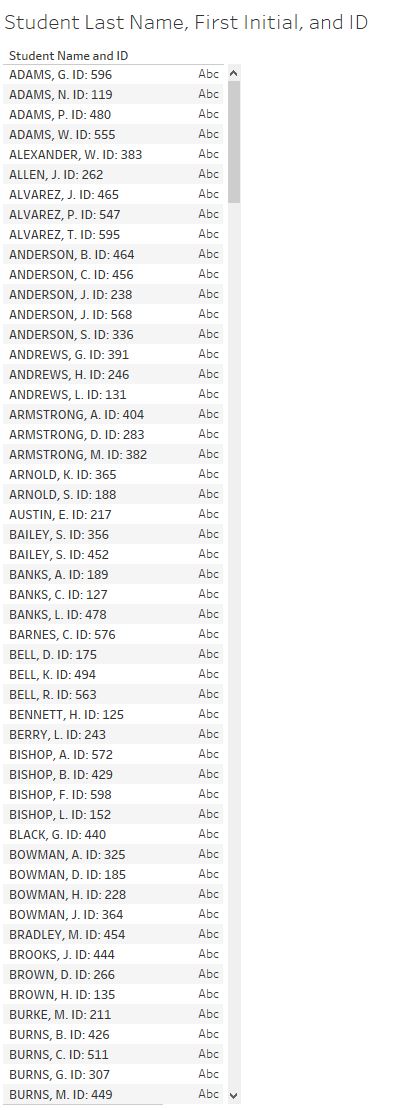 Student Last Name, First Initial, and ID
Student Name and ID
ADAMS, G. ID: 596 Abc
ADAMS, N. ID: 119 Abc
ADAMS, P. ID: 480 Abc
ADAMS, W. ID: 555 Abc
ALEXANDER, W. ID: 383 Abc
ALLEN, J. ID: 262 Abc
ALVAREZ, J. ID: 465 Abc
ALVAREZ, P. ID: 547 Abc
ALVAREZ, T. ID: 595 Abc
ANDERSON, B. ID: 464 Abc
ANDERSON, C. ID: 456 Abc
ANDERSON, J. ID: 238 Abc
ANDERSON, J. ID: 568 Abc
ANDERSON, S. ID: 336 Abc
ANDREWS, G. ID: 391 Abc
ANDREWS, H. ID: 246 Abc
ANDREWS, L. ID: 131 Abc
ARMSTRONG, A. ID: 404 Abc
ARMSTRONG, D. ID: 283 Abc
ARMSTRONG, M. ID: 382 Abc
ARNOLD, K. ID: 365 Abc
ARNOLD, S. ID: 188 Abc
AUSTIN, E. ID: 217 Abc
BAILEY, S. ID: 356 Abc
BAILEY, S. ID: 452 Abc
BANKS, A. ID: 189 Abc
BANKS, C. ID: 127 Abc
BANKS, L. ID: 478 Abc
BARNES, C. ID: 576 Abc
BELL, D. ID: 175 Abc
BELL, K. ID: 494 Abc
BELL, R. ID: 563 Abc
BENNETT, H. ID: 125 Abc
BERRY, L. ID: 243 Abc
BISHOP, A. ID: 572 Abc
BISHOP, B. ID: 429 Abc
BISHOP, F. ID: 598 Abc
BISHOP, L. ID: 152 Abc
BLACK, G. ID: 440 Abc
BOWMAN, A. ID: 325 Abc
BOWMAN, D. ID: 185 Abc
BOWMAN, H. ID: 228 Abc
BOWMAN, J. ID: 364 Abc
BRADLEY, M. ID: 454 Abc
BROOKS, J. ID: 444 Abc
BROWN, D. ID: 266 Abc
BROWN, H. ID: 135 Abc
BURKE, M. ID: 211 Abc
BURNS, B. ID: 426 Abc
BURNS, C. ID: 511 Abc
BURNS, G. ID: 307 Abc
BURNS, M. ID: 449 Abc